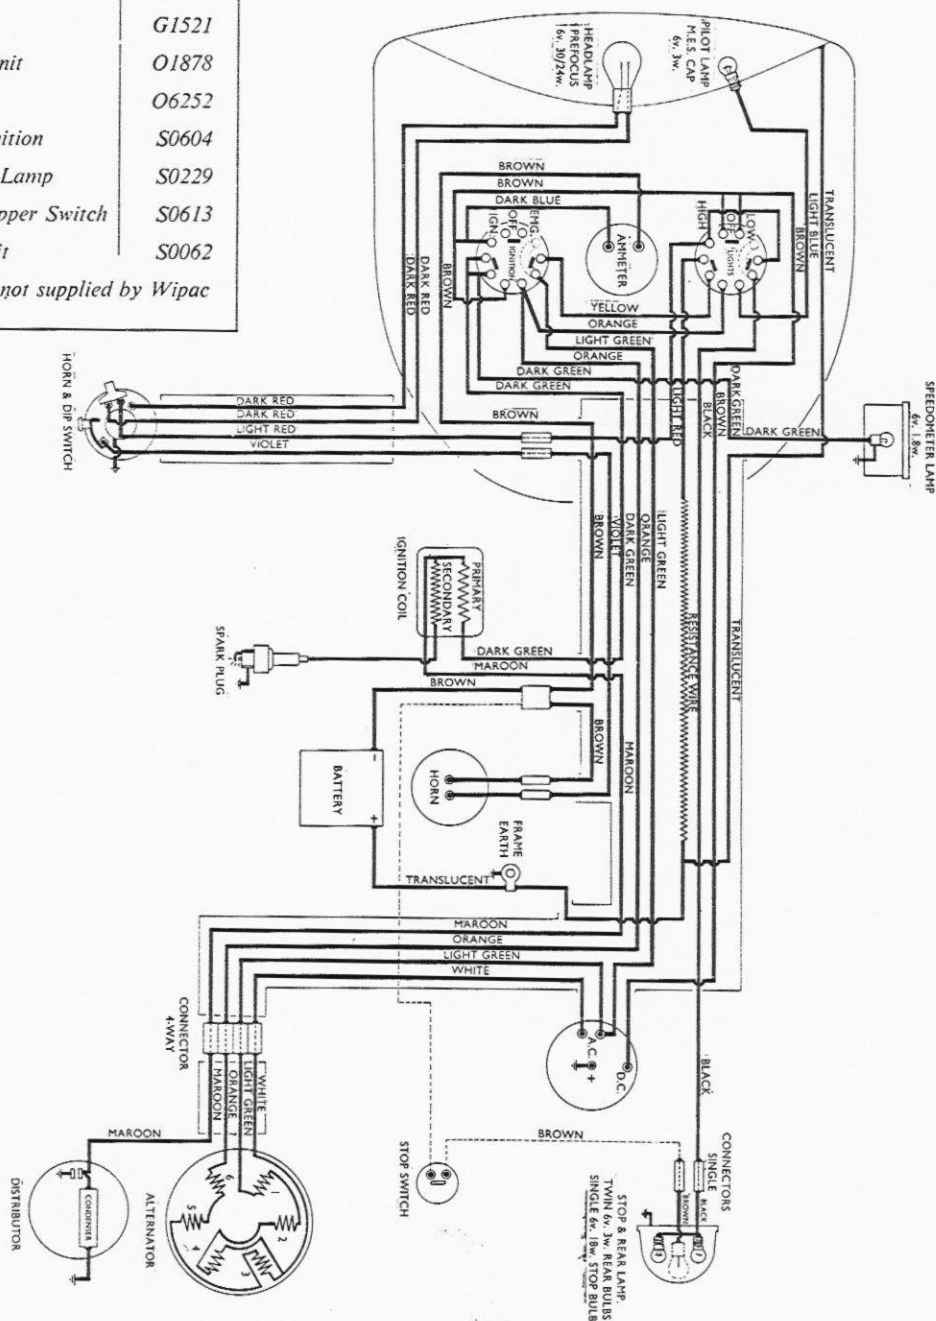 G1521
nit O1878
O6252
ition S0604
Lamp S0229
pper Switch S0613
it S0062
not supplied by Wipac
HEADLAMP
PREFOCUS
6v. 30/24w.
PILOT LAMP
M.E.S. CAP
6v. 3w.
BROWN
BROWN
DARK BLUE
IGN
OFF
EMG.
IGNITION
AMMETER
HIGH
OFF
LOW
LIGHTS
TRANSLUCENT
LIGHT BLUE
BROWN
DARK RED
DARK RED
BROWN
YELLOW
ORANGE
LIGHT GREEN
ORANGE
DARK GREEN
DARK GREEN
BROWN
LIGHT RED
BLACK
BROWN
DARK GREEN
DARK GREEN
SPEEDOMETER LAMP
6v. 1.8w.
HORN & DIP SWITCH
DARK RED
DARK RED
LIGHT RED
VIOLET
BROWN
VIOLET
DARK GREEN
ORANGE
LIGHT GREEN
RESISTANCE WIRE
TRANSLUCENT
IGNITION COIL
PRIMARY
SECONDARY
SPARK PLUG
DARK GREEN
MAROON
BROWN
BROWN
MAROON
BATTERY
-
+
HORN
FRAME
EARTH
TRANSLUCENT
MAROON
ORANGE
LIGHT GREEN
WHITE
CONNECTOR
4-WAY
A.C.
+
D.C.
BLACK
WHITE
LIGHT GREEN
ORANGE
MAROON
MAROON
BROWN
STOP SWITCH
CONNECTORS
SINGLE
BLACK
BROWN
STOP & REAR LAMP
TWIN 6v. 3w. REAR BULBS
SINGLE 6v. 18w. STOP BULB
DISTRIBUTOR
CONDENSER
ALTERNATOR
1
2
3
4
5
6